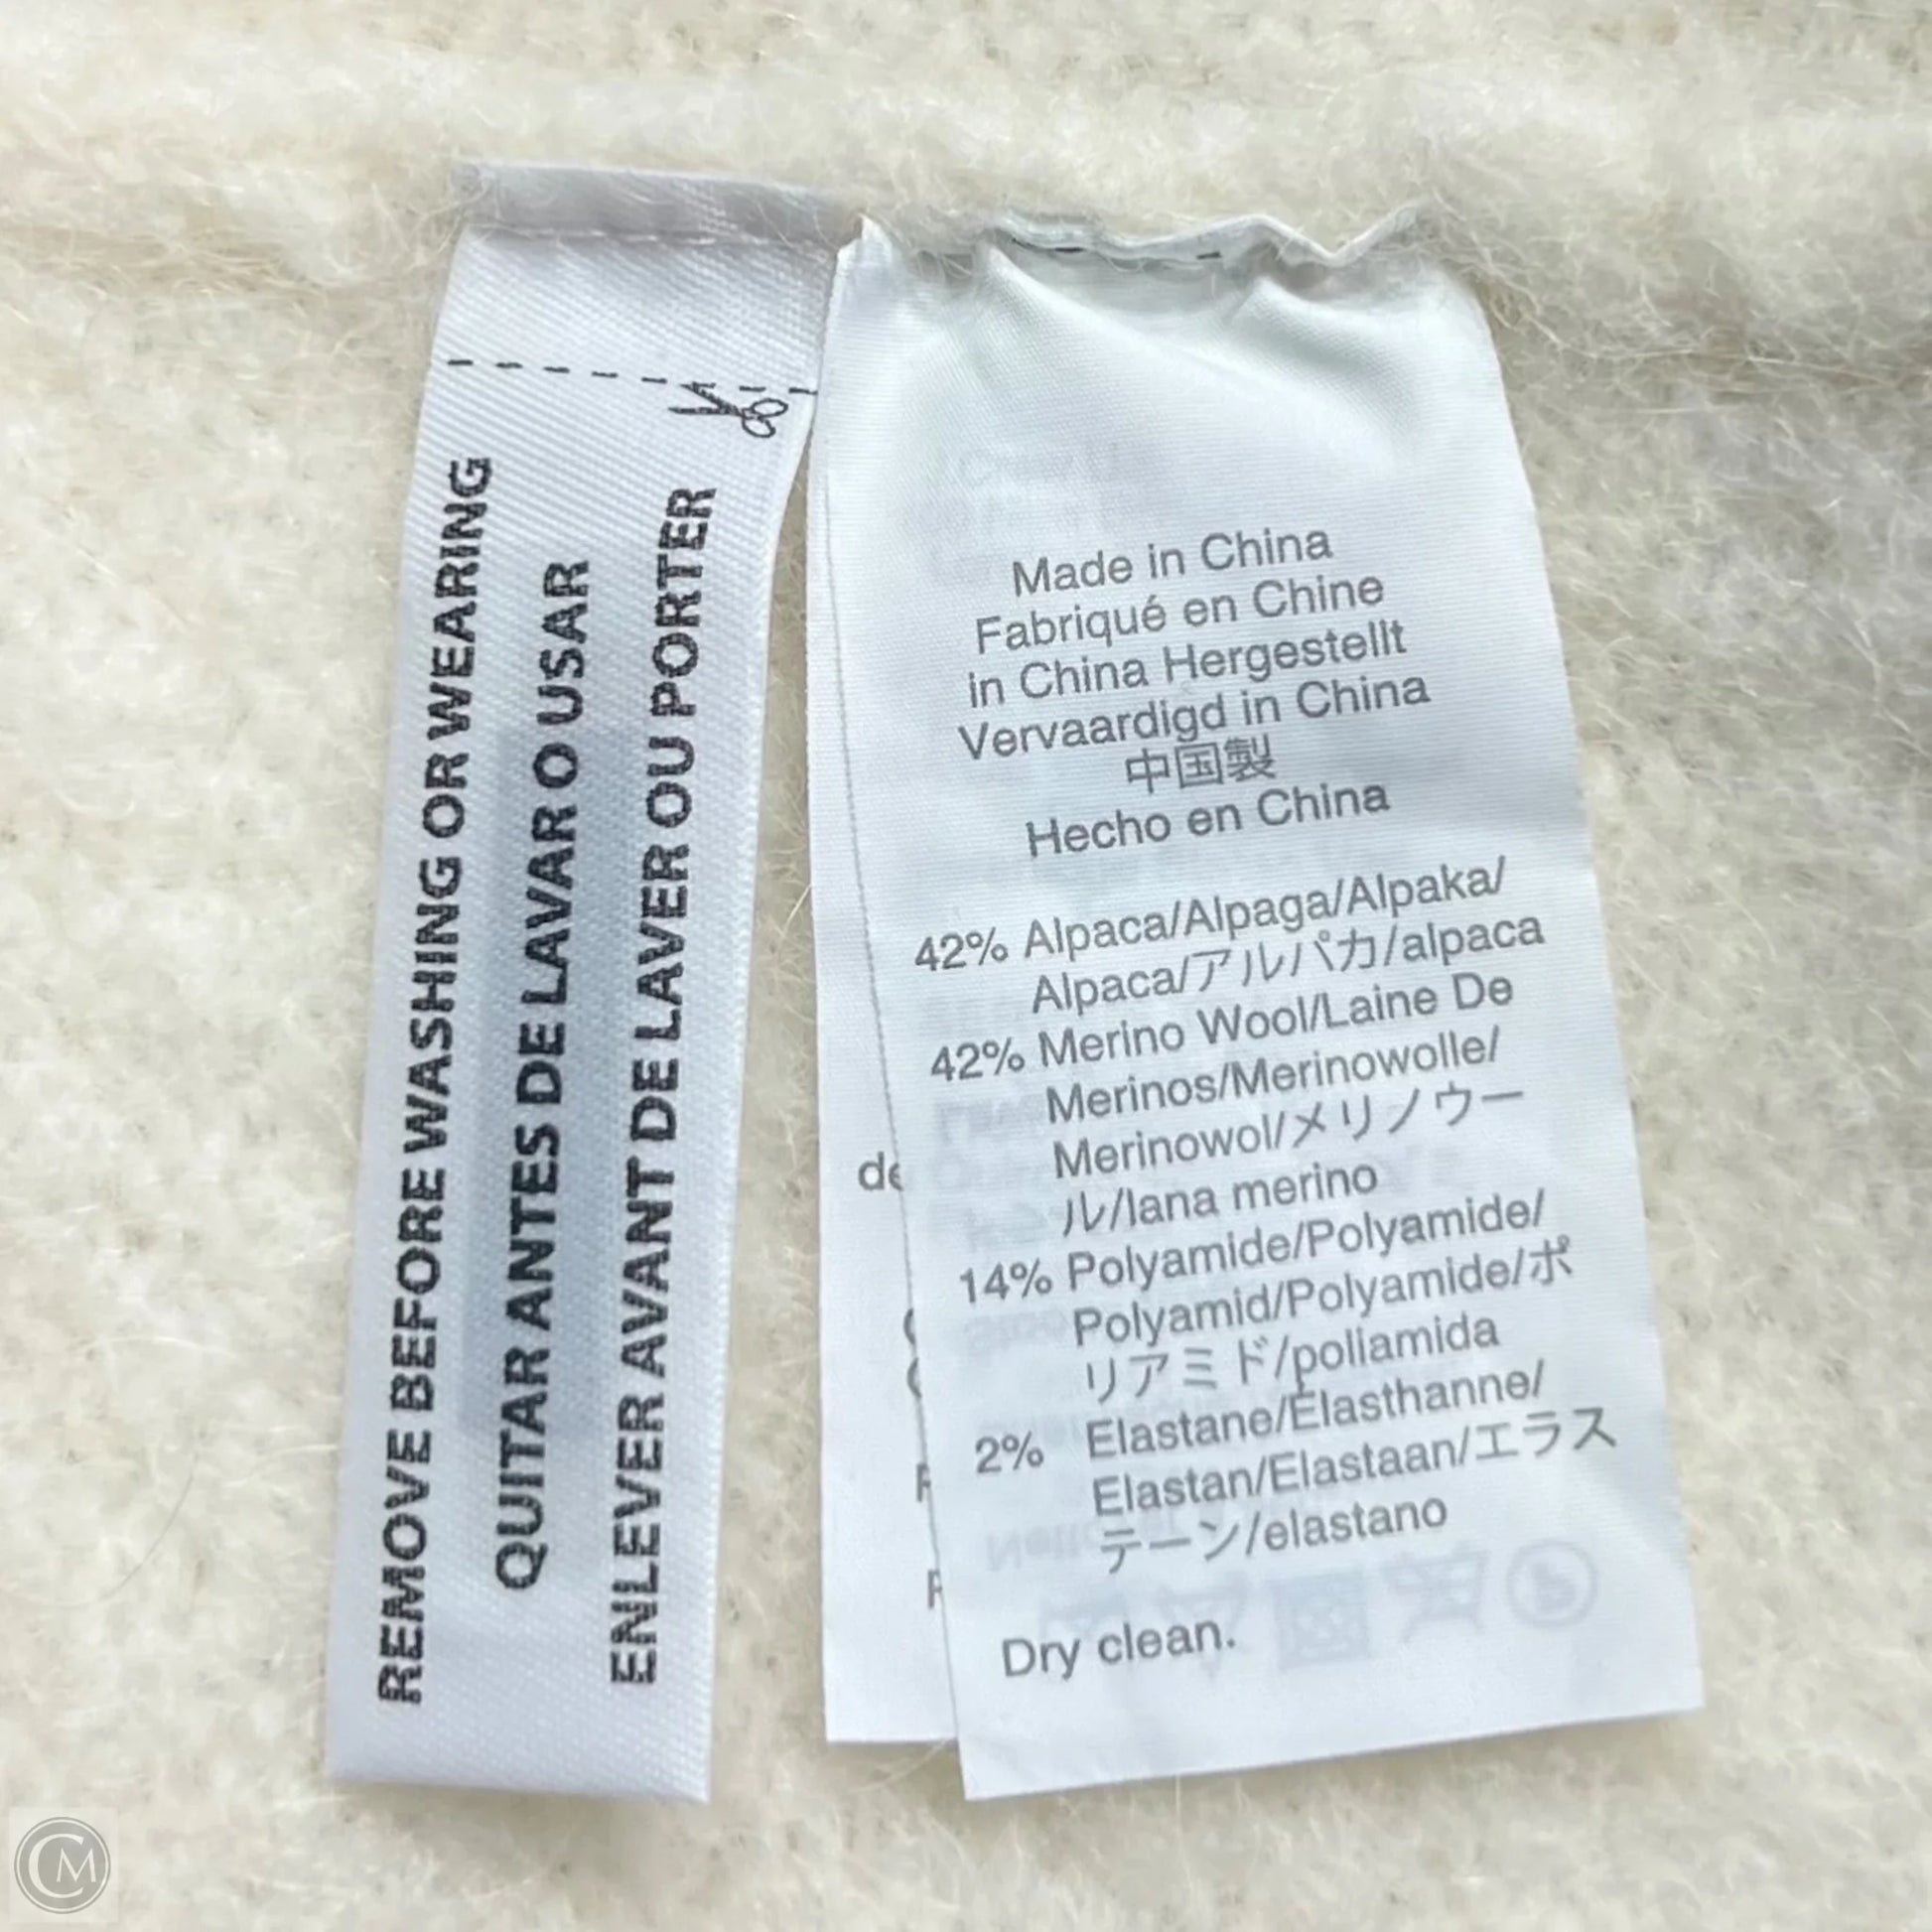 REMOVE BEFORE WASHING OR WEARING
QUITAR ANTES DE LAVAR O USAR
ENLEVER AVANT DE LAVER OU PORTER
Made in China
Fabriqué en Chine
in China Hergestellt
Vervaardigd in China
中国製
Hecho en China
42% Alpaca/Alpaga/Alpaka/
Alpaca/アルパカ/alpaca
42% Merino Wool/Laine De
Merinos/Merinowolle/
Merinowol/メリノウー
ル/lana merino
14% Polyamide/Polyamide/
Polyamid/Polyamide/ポ
リアミド/poliamida
2% Elastane/Élasthanne/
Elastan/Elastaan/エラス
テーン/elastano
Dry clean.
de
CM